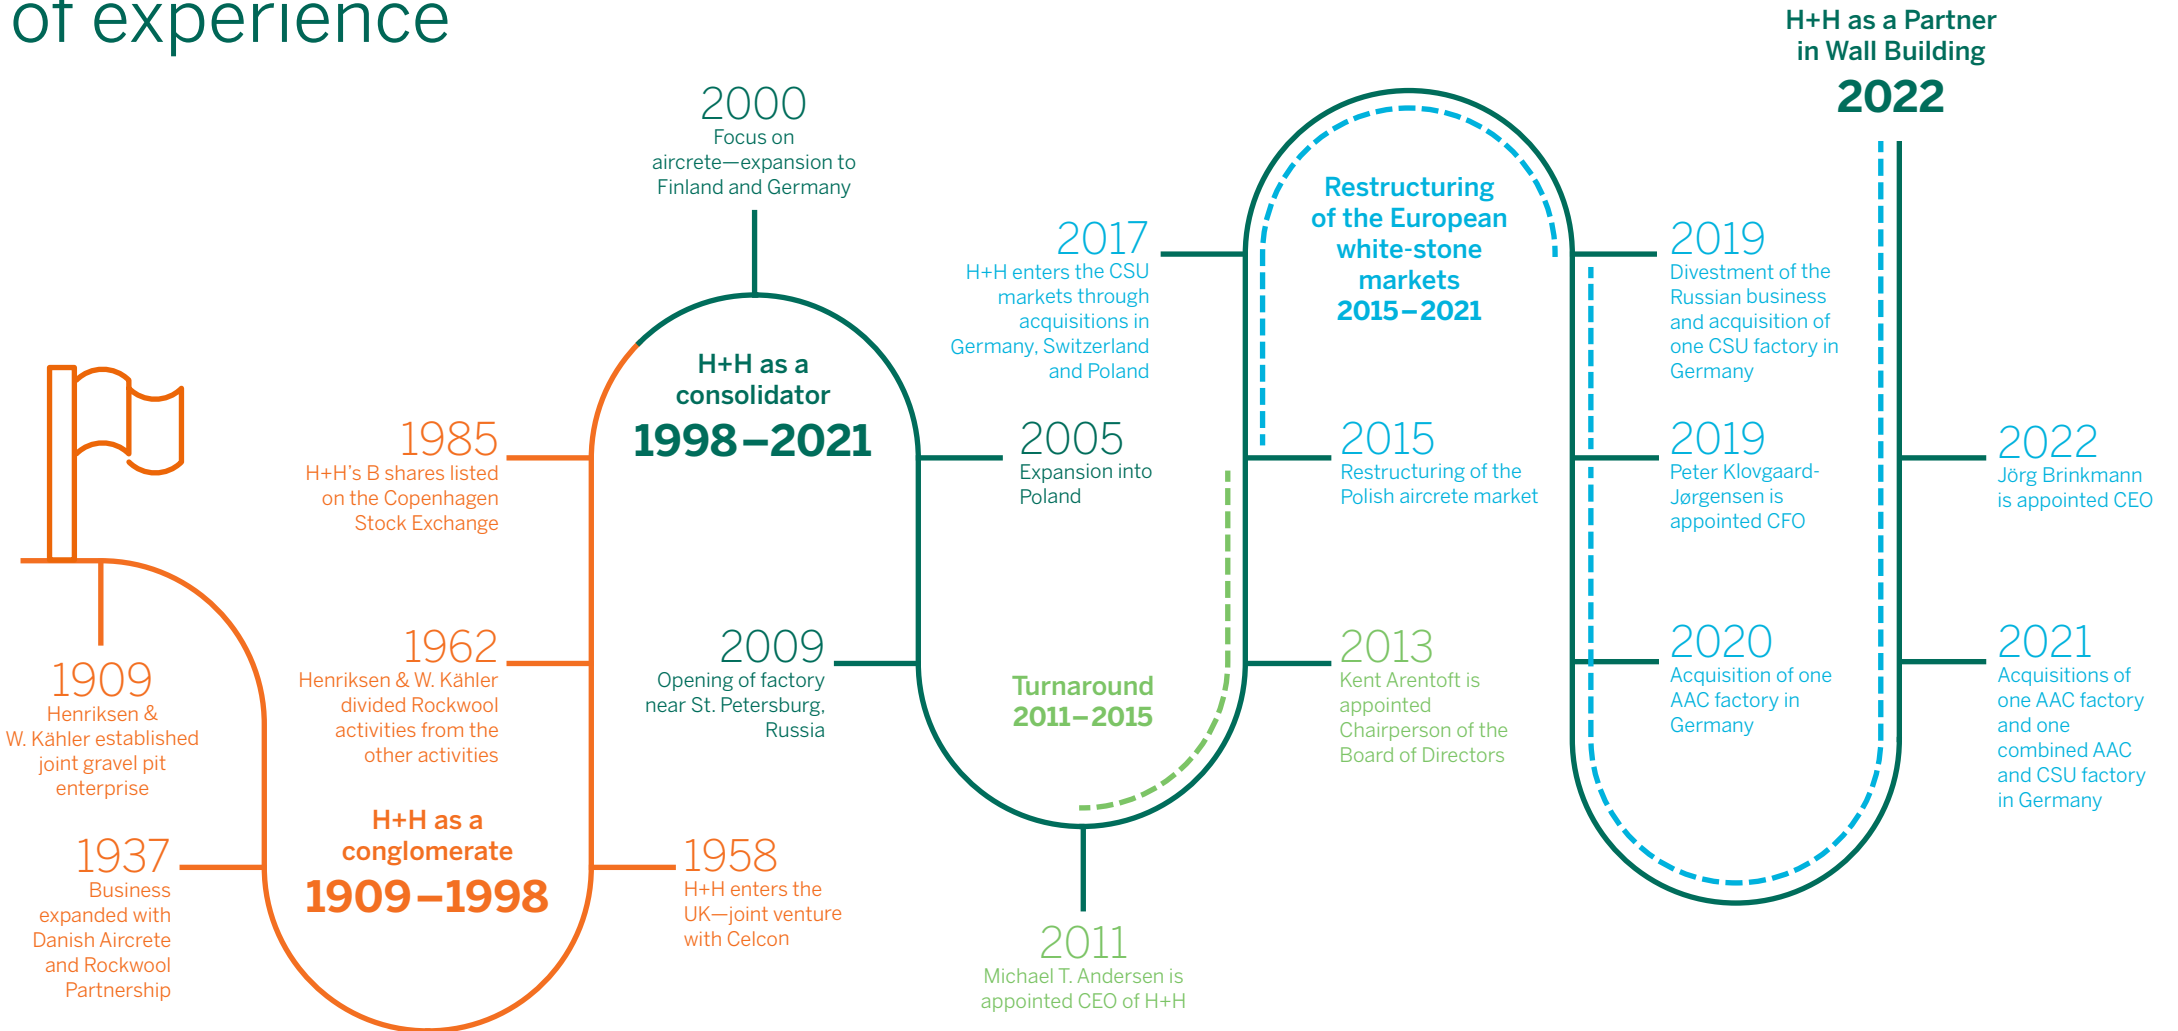 of experience
1909
Henriksen &
W. Kähler established
joint gravel pit
enterprise
1937
Business
expanded with
Danish Aircrete
and Rockwool
Partnership
H+H as a
conglomerate
1909–1998
1958
H+H enters the
UK—joint venture
with Celcon
1962
Henriksen & W. Kähler
divided Rockwool
activities from the
other activities
1985
H+H’s B shares listed
on the Copenhagen
Stock Exchange
H+H as a
consolidator
1998–2021
2000
Focus on
aircrete—expansion to
Finland and Germany
2005
Expansion into
Poland
2009
Opening of factory
near St. Petersburg,
Russia
Turnaround
2011–2015
2011
Michael T. Andersen is
appointed CEO of H+H
2013
Kent Arentoft is
appointed
Chairperson of the
Board of Directors
2015
Restructuring of the
Polish aircrete market
2017
H+H enters the CSU
markets through
acquisitions in
Germany, Switzerland
and Poland
Restructuring
of the European
white-stone
markets
2015–2021
2019
Divestment of the
Russian business
and acquisition of
one CSU factory in
Germany
2019
Peter Klovgaard-
Jørgensen is
appointed CFO
2020
Acquisition of one
AAC factory in
Germany
2021
Acquisitions of
one AAC factory
and one
combined AAC
and CSU factory
in Germany
2022
Jörg Brinkmann
is appointed CEO
H+H as a Partner
in Wall Building
2022